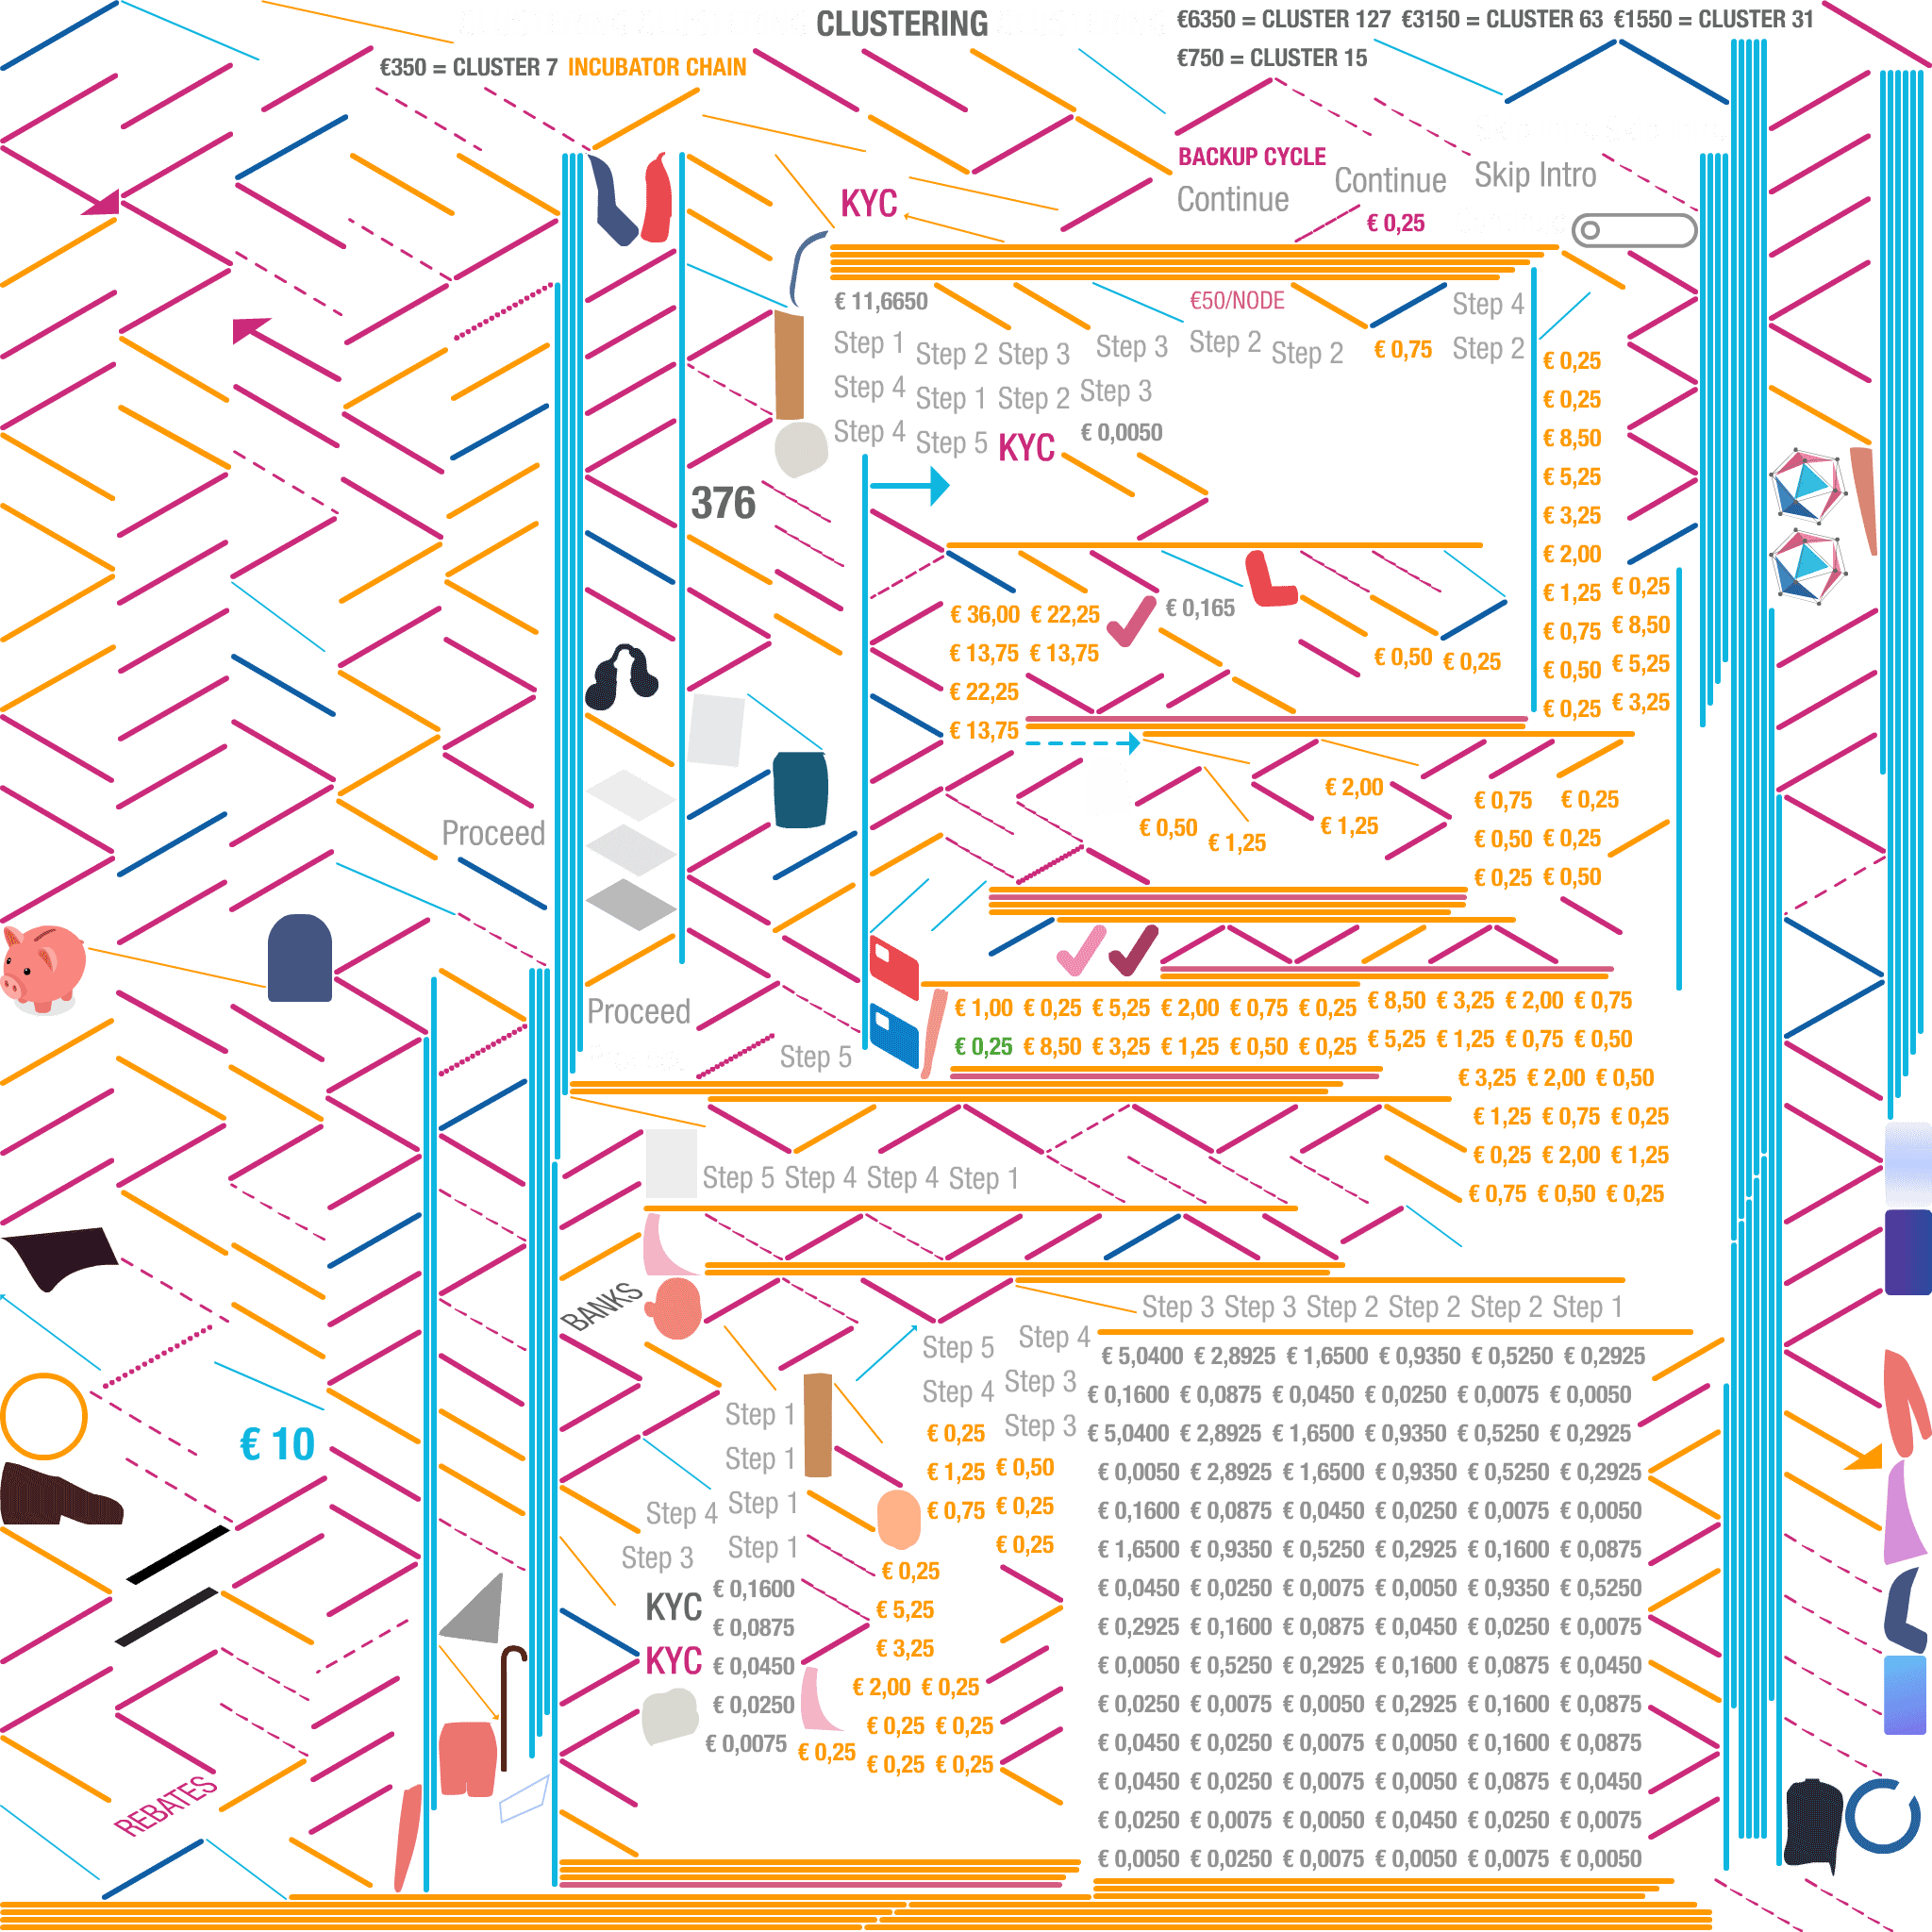 CLUSTERING
€6350 = CLUSTER 127 €3150 = CLUSTER 63 €1550 = CLUSTER 31
€750 = CLUSTER 15
€350 = CLUSTER 7 INCUBATOR CHAIN
BACKUP CYCLE
Continue
Continue
Skip Intro
€ 0,25
KYC
€ 11,6650
€50/NODE
Step 4
Step 1
Step 2 Step 3
Step 3
Step 2
Step 2
€ 0,75
Step 2
Step 4
Step 1 Step 2
Step 3
Step 4
Step 5
KYC
€ 0,0050
376
€ 0,25
€ 0,25
€ 8,50
€ 5,25
€ 3,25
€ 2,00
€ 1,25
€ 0,75
€ 0,50
€ 0,25
€ 0,25
€ 8,50
€ 5,25
€ 3,25
€ 36,00 € 22,25
€ 13,75 € 13,75
€ 22,25
€ 13,75
€ 0,165
€ 0,50
€ 0,25
€ 0,50
€ 1,25
€ 2,00
€ 1,25
€ 0,75 € 0,25
€ 0,50 € 0,25
€ 0,25 € 0,50
Proceed
Proceed
Step 5
€ 1,00 € 0,25 € 5,25 € 2,00 € 0,75 € 0,25 € 8,50 € 3,25 € 2,00 € 0,75
€ 0,25 € 8,50 € 3,25 € 1,25 € 0,50 € 0,25 € 5,25 € 1,25 € 0,75 € 0,50
€ 3,25 € 2,00 € 0,50
€ 1,25 € 0,75 € 0,25
€ 0,25 € 2,00 € 1,25
€ 0,75 € 0,50 € 0,25
Step 5 Step 4 Step 4 Step 1
BANKS
Step 3 Step 3 Step 2 Step 2 Step 2 Step 1
Step 5
Step 4
Step 4
Step 3
Step 3
€ 5,0400 € 2,8925 € 1,6500 € 0,9350 € 0,5250 € 0,2925
€ 0,1600 € 0,0875 € 0,0450 € 0,0250 € 0,0075 € 0,0050
€ 5,0400 € 2,8925 € 1,6500 € 0,9350 € 0,5250 € 0,2925
€ 0,0050 € 2,8925 € 1,6500 € 0,9350 € 0,5250 € 0,2925
€ 0,1600 € 0,0875 € 0,0450 € 0,0250 € 0,0075 € 0,0050
€ 1,6500 € 0,9350 € 0,5250 € 0,2925 € 0,1600 € 0,0875
€ 0,0450 € 0,0250 € 0,0075 € 0,0050 € 0,9350 € 0,5250
€ 0,2925 € 0,1600 € 0,0875 € 0,0450 € 0,0250 € 0,0075
€ 0,0050 € 0,5250 € 0,2925 € 0,1600 € 0,0875 € 0,0450
€ 0,0250 € 0,0075 € 0,0050 € 0,2925 € 0,1600 € 0,0875
€ 0,0450 € 0,0250 € 0,0075 € 0,0050 € 0,1600 € 0,0875
€ 0,0450 € 0,0250 € 0,0075 € 0,0050 € 0,0875 € 0,0450
€ 0,0250 € 0,0075 € 0,0050 € 0,0450 € 0,0250 € 0,0075
€ 0,0050 € 0,0250 € 0,0075 € 0,0050 € 0,0075 € 0,0050
€ 0,25
€ 1,25 € 0,50
€ 0,75 € 0,25
€ 0,25
Step 1
Step 1
Step 4
Step 1
Step 3
Step 1
KYC
KYC
€ 0,1600
€ 0,0875
€ 0,0450
€ 0,0250
€ 0,0075
€ 0,25
€ 5,25
€ 3,25
€ 2,00 € 0,25
€ 0,25 € 0,25
€ 0,25
€ 0,25 € 0,25
€ 10
REBATES